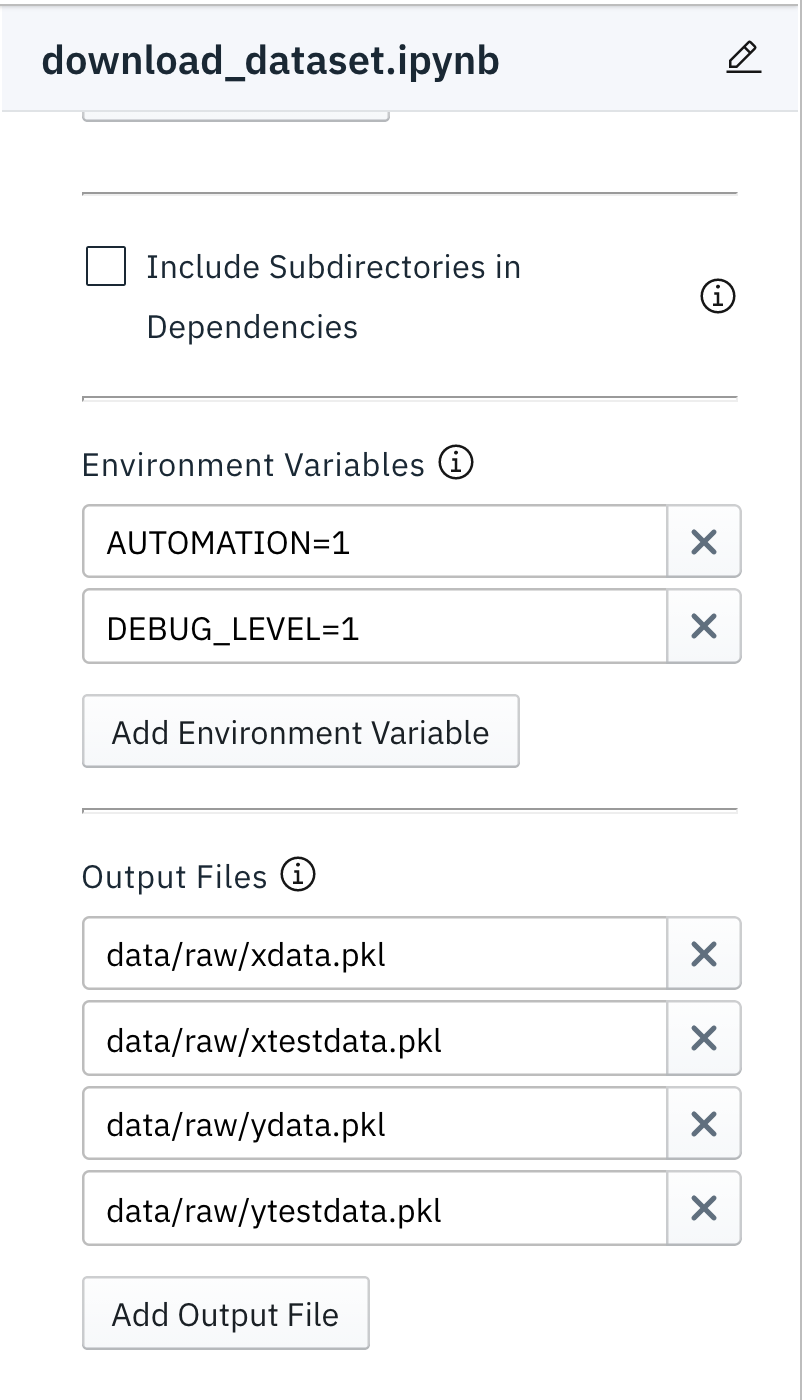 download_dataset.ipynb
Include Subdirectories in
Dependencies
Environment Variables
AUTOMATION=1
DEBUG_LEVEL=1
Add Environment Variable
Output Files
data/raw/xdata.pkl
data/raw/xtestdata.pkl
data/raw/ydata.pkl
data/raw/ytestdata.pkl
Add Output File